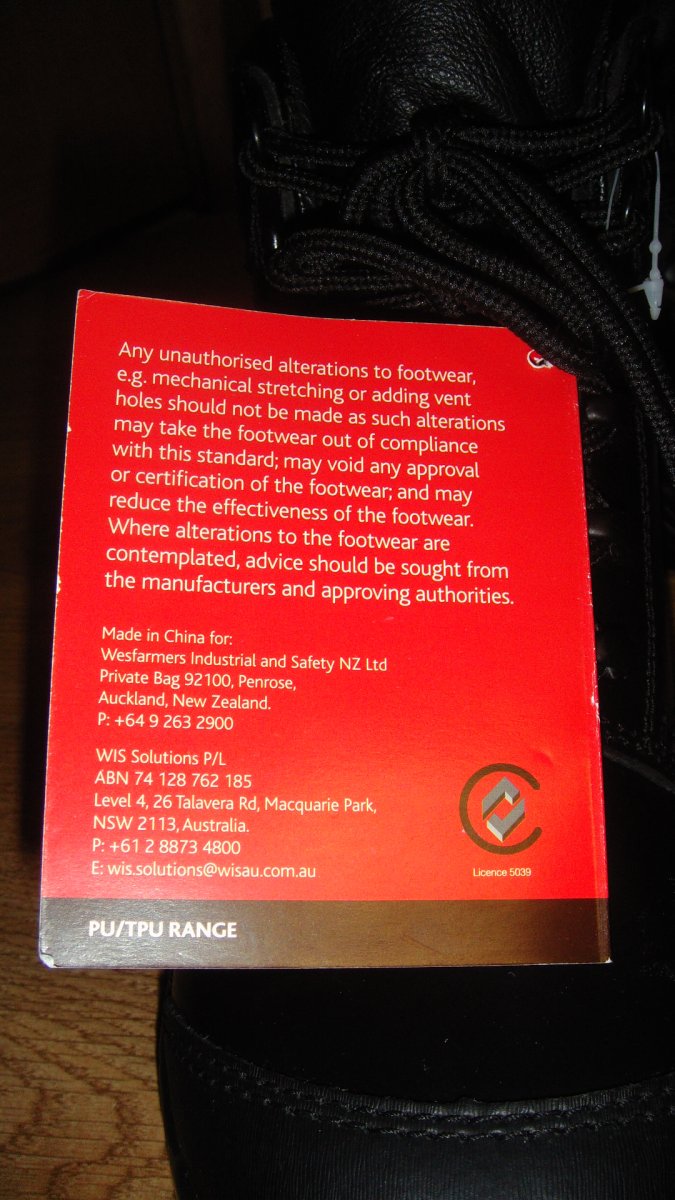 Any unauthorised alterations to footwear,
e.g. mechanical stretching or adding vent
holes should not be made as such alterations
may take the footwear out of compliance
with this standard; may void any approval
or certification of the footwear; and may
reduce the effectiveness of the footwear.
Where alterations to the footwear are
contemplated, advice should be sought from
the manufacturers and approving authorities.
Made in China for:
Wesfarmers Industrial and Safety NZ Ltd
Private Bag 92100, Penrose,
Auckland, New Zealand.
P: +64 9 263 2900
WIS Solutions P/L
ABN 74 128 762 185
Level 4, 26 Talavera Rd, Macquarie Park,
NSW 2113, Australia.
P: +61 2 8873 4800
E: wis.solutions@wisau.com.au
Licence 5039
PU/TPU RANGE